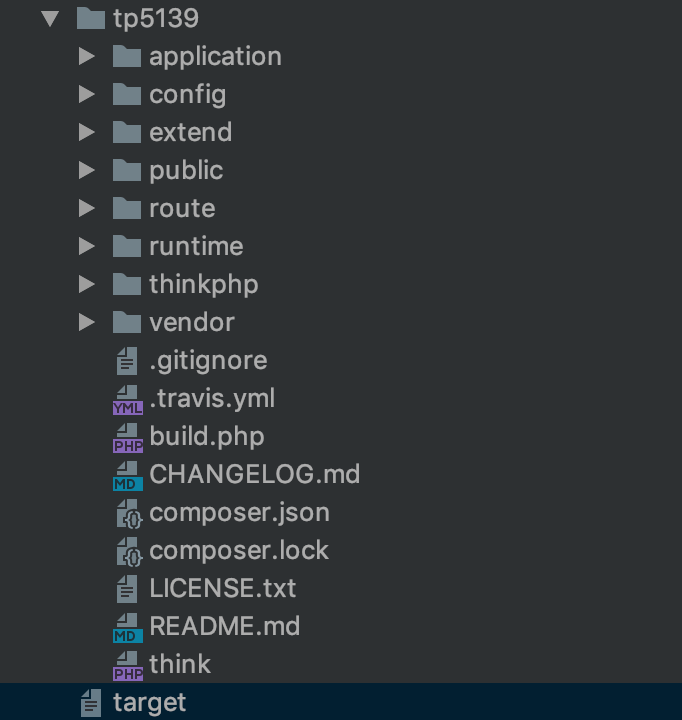 tp5139
application
config
extend
public
route
runtime
thinkphp
vendor
.gitignore
YML .travis.yml
PHP build.php
MD CHANGELOG.md
composer.json
composer.lock
LICENSE.txt
MD README.md
PHP think
target